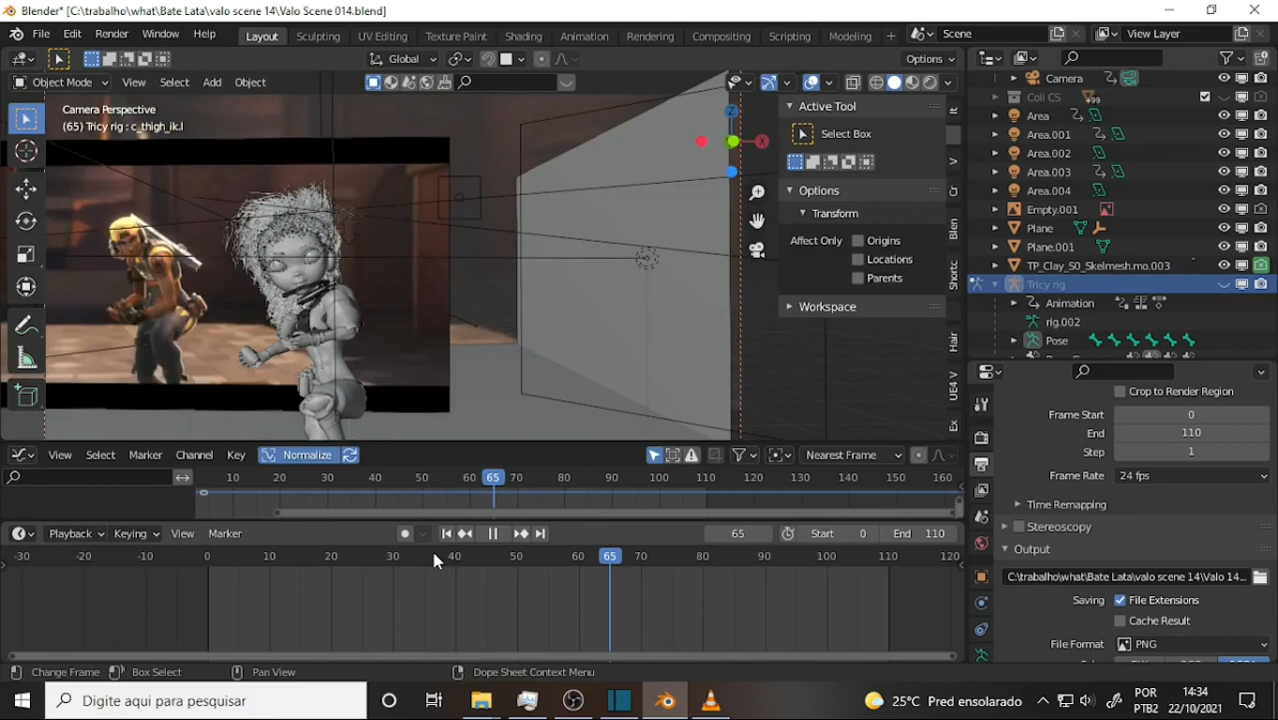 Blender* [C:\trabalho\what\Bate Lata\valo scene 14\Valo Scene 014.blend]
File Edit Render Window Help Layout Sculpting UV Editing Texture Paint Shading Animation Rendering Compositing Scripting Modeling + Scene View Layer
Global Options
Object Mode View Select Add Object
Camera Perspective
(65) Tricy rig : c_thigh_ik.l
Z
X
Active Tool
Select Box
Options
Transform
Affect Only Origins
Locations
Parents
Workspace
It
V
Cr
Blen
Shortc
Hair
UE4 V
Ex
Camera
Coll CS 99
Area
Area.001
Area.002
Area.003
Area.004
Empty.001
Plane
Plane.001
TP_Clay_S0_Skelmesh.mo.003
Tricy rig
Animation
rig.002
Pose
Crop to Render Region
Frame Start 0
End 110
Step 1
Frame Rate 24 fps
Time Remapping
Stereoscopy
Output
C:\trabalho\what\Bate Lata\valo scene 14\Valo 14...
Saving File Extensions
Cache Result
File Format PNG
View Select Marker Channel Key Normalize Nearest Frame
10 20 30 40 50 60 65 70 80 90 100 110 120 130 140 150 160
Playback Keying View Marker 65 Start 0 End 110
-30 -20 -10 0 10 20 30 40 50 60 65 70 80 90 100 110 120
Change Frame Box Select Pan View Dope Sheet Context Menu
Digite aqui para pesquisar
25°C Pred ensolarado
POR
PTB2
14:34
22/10/2021